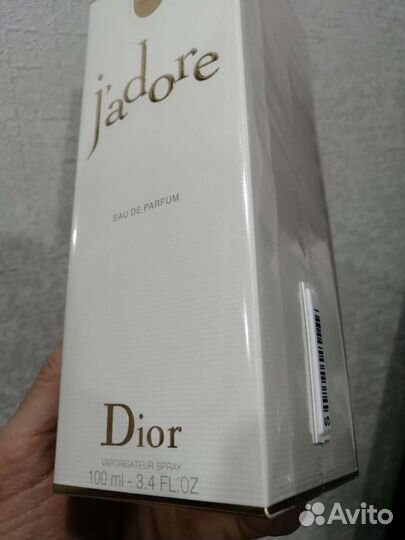 j'adore
EAU DE PARFUM
Dior
VAPORISATEUR SPRAY
100 ml - 3.4 FL.OZ
S
Avito